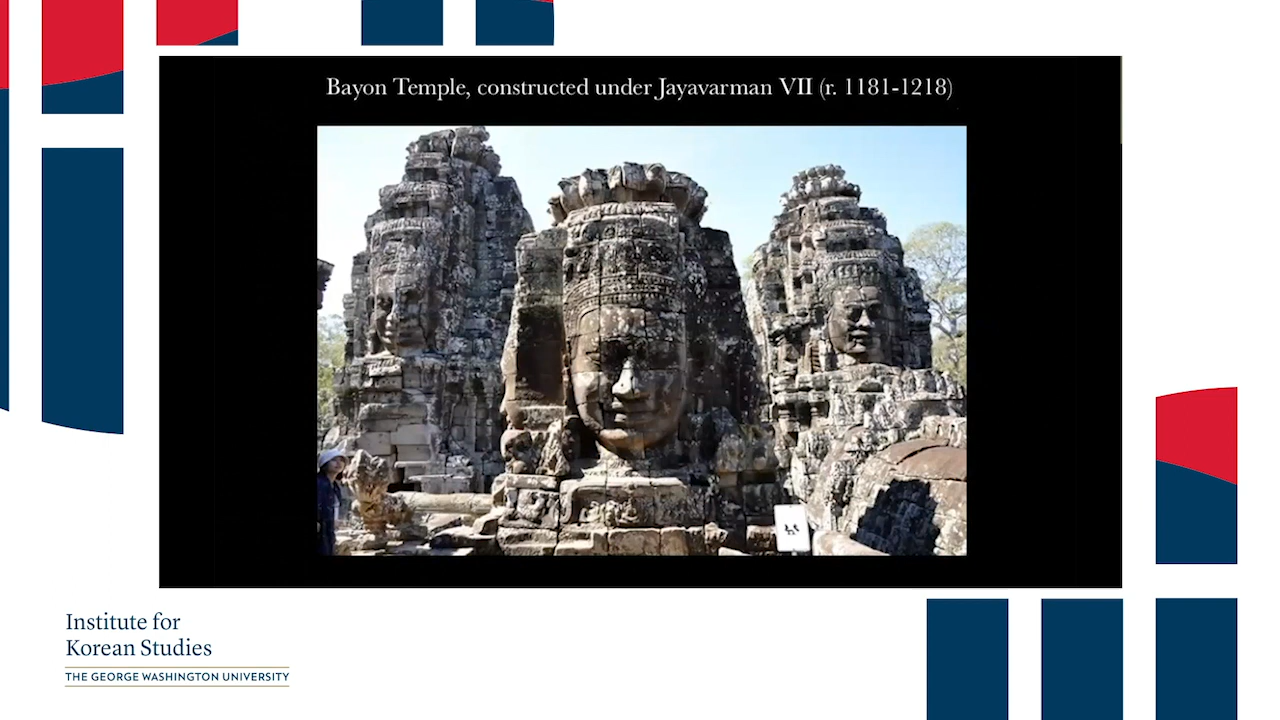 Bayon Temple, constructed under Jayavarman VII (r. 1181-1218)
Institute for
Korean Studies
THE GEORGE WASHINGTON UNIVERSITY